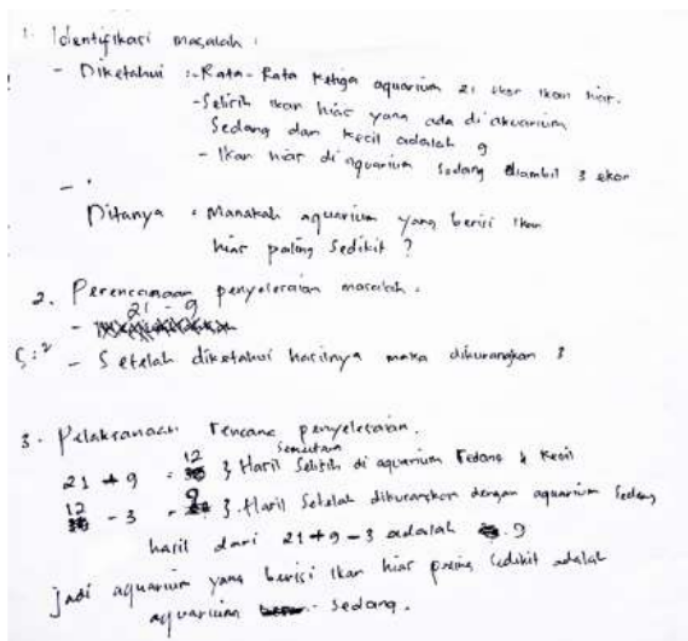 1. Identifikasi masalah :
- Diketahui :- Rata-Rata Ketiga aquarium 21 ekor ikan hias.
- Selisih ikan hias yang ada di akuarium
Sedang dan kecil adalah 9
- Ikan hias di aquarium Sedang diambil 3 ekor
-
Ditanya : Manakah aquarium yang berisi ikan
hias paling Sedikit ?
2. Perencanaan penyelesaian masalah.
- 21 - 9
- Setelah diketahui hasilnya maka dikurangkan 3
3. Pelaksanaan rencana penyelesaian.
21 + 9 = 12 } Hasil Sementara Selisih di aquarium Sedang & Kecil
12 - 3 = 9 } Hasil Setelah dikurangkan dengan aquarium Sedang
hasil dari 21 + 9 - 3 adalah 9
Jadi aquarium yang berisi ikan hias paling Sedikit adalah
aquarium Sedang.